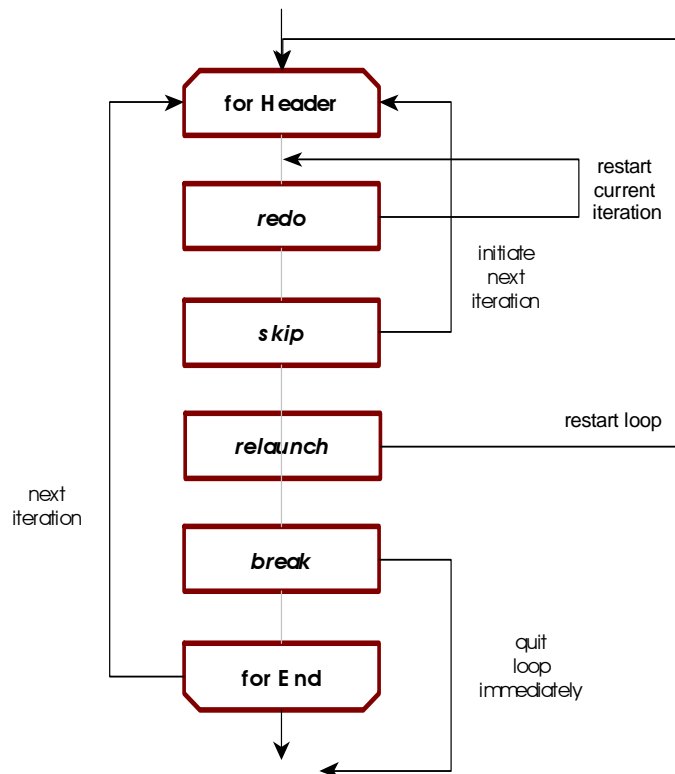 for Header
restart
current
iteration
redo
initiate
next
iteration
skip
restart loop
relaunch
next
iteration
break
quit
loop
immediately
for End